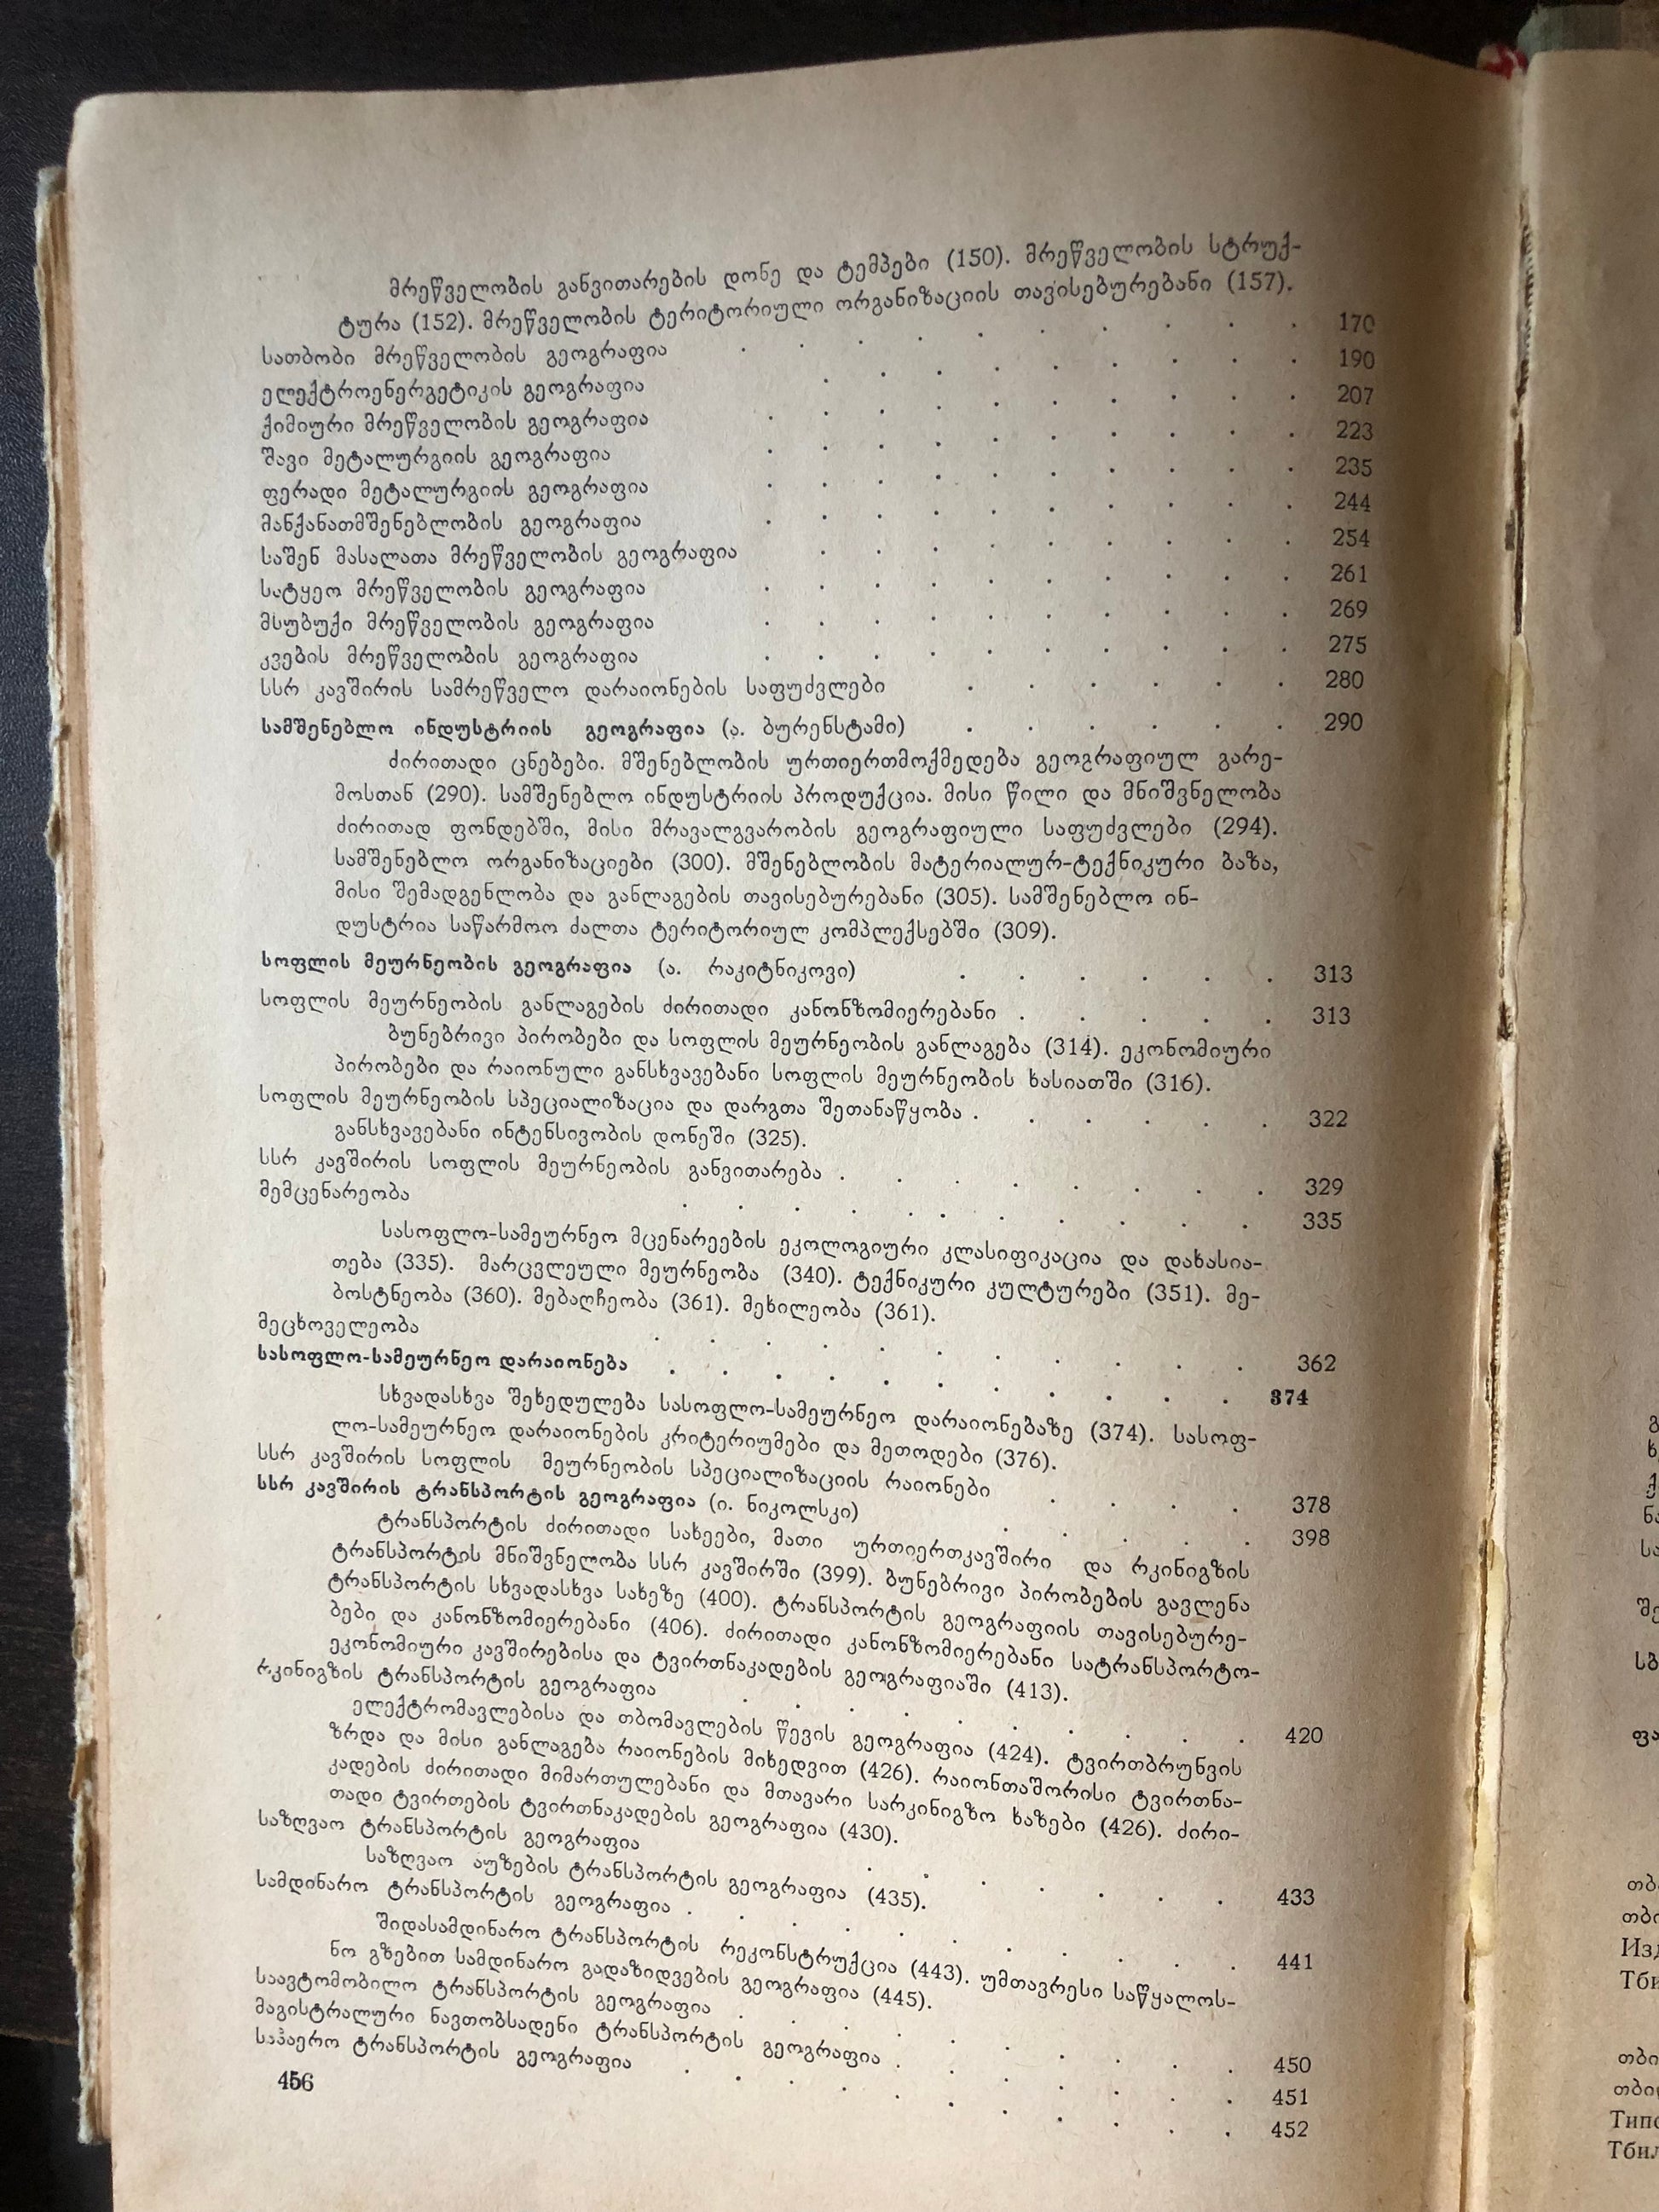 მრეწველობის განვითარების დონე და ტემპები (150). მრეწველობის სტრუქ-
ტურა (152). მრეწველობის ტერიტორიული ორგანიზაციის თავისებურებანი (157).
სათბობი მრეწველობის გეოგრაფია . . . . . . . . . 170
ელექტროენერგეტიკის გეოგრაფია . . . . . . . . . 190
ქიმიური მრეწველობის გეოგრაფია . . . . . . . . . 207
შავი მეტალურგიის გეოგრაფია . . . . . . . . . . 223
ფერადი მეტალურგიის გეოგრაფია . . . . . . . . . 235
მანქანათმშენებლობის გეოგრაფია . . . . . . . . . 244
საშენ მასალათა მრეწველობის გეოგრაფია . . . . . . . . . 254
სატყეო მრეწველობის გეოგრაფია . . . . . . . . . . 261
მსუბუქი მრეწველობის გეოგრაფია . . . . . . . . . . 269
კვების მრეწველობის გეოგრაფია . . . . . . . . . . 275
სსრ კავშირის სამრეწველო დარაიონების საფუძვლები . . . . . . 280
სამშენებლო ინდუსტრიის გეოგრაფია (ა. ბურენსტამი) . . . . . . 290
ძირითადი ცნებები. მშენებლობის ურთიერთმოქმედება გეოგრაფიულ გარე-
მოსთან (290). სამშენებლო ინდუსტრიის პროდუქცია. მისი წილი და მნიშვნელობა
ძირითად ფონდებში, მისი მრავალგვარობის გეოგრაფიული საფუძვლები (294).
სამშენებლო ორგანიზაციები (300). მშენებლობის მატერიალურ-ტექნიკური ბაზა,
მისი შემადგენლობა და განლაგების თავისებურებანი (305). სამშენებლო ინ-
დუსტრია საწარმოო ძალთა ტერიტორიულ კომპლექსებში (309).
სოფლის მეურნეობის გეოგრაფია (ა. რაკიტნიკოვი) . . . . . . 313
სოფლის მეურნეობის განლაგების ძირითადი კანონზომიერებანი . . . . . 313
ბუნებრივი პირობები და სოფლის მეურნეობის განლაგება (314). ეკონომიური
პირობები და რაიონული განსხვავებანი სოფლის მეურნეობის ხასიათში (316).
სოფლის მეურნეობის სპეციალიზაცია და დარგთა შეთანაწყობა . . . . . . 322
განსხვავებანი ინტენსივობის დონეში (325).
სსრ კავშირის სოფლის მეურნეობის განვითარება . . . . . . . . 329
მემცენარეობა . . . . . . . . . . 335
სასოფლო-სამეურნეო მცენარეების ეკოლოგიური კლასიფიკაცია და დახასია-
თება (335). მარცვლეული მეურნეობა (340). ტექნიკური კულტურები (351). მე-
ბოსტნეობა (360). მებაღჩეობა (361). მეხილეობა (361).
მეცხოველეობა . . . . . . . . . . 362
სასოფლო-სამეურნეო დარაიონება . . . . . . . . . . 374
სხვადასხვა შეხედულება სასოფლო-სამეურნეო დარაიონებაზე (374). სასოფ-
ლო-სამეურნეო დარაიონების კრიტერიუმები და მეთოდები (376).
სსრ კავშირის სოფლის მეურნეობის სპეციალიზაციის რაიონები . . . . 378
სსრ კავშირის ტრანსპორტის გეოგრაფია (ი. ნიკოლსკი) . . . . . 398
ტრანსპორტის ძირითადი სახეები, მათი ურთიერთკავშირი და რკინიგზის
ტრანსპორტის მნიშვნელობა სსრ კავშირში (399). ბუნებრივი პირობების გავლენა
ტრანსპორტის სხვადასხვა სახეზე (400). ტრანსპორტის გეოგრაფიის თავისებურე-
ბები და კანონზომიერებანი (406). ძირითადი კანონზომიერებანი სატრანსპორტო-
ეკონომიური კავშირებისა და ტვირთნაკადების გეოგრაფიაში (413).
რკინიგზის ტრანსპორტის გეოგრაფია . . . . . . . . . . 420
ელექტრომავლებისა და თბომავლების წევის გეოგრაფია (424). ტვირთბრუნვის
ზრდა და მისი განლაგება რაიონების მიხედვით (426). რაიონთაშორისი ტვირთნა-
კადების ძირითადი მიმართულებანი და მთავარი სარკინიგზო ხაზები (426). ძირი-
თადი ტვირთების ტვირთნაკადების გეოგრაფია (430).
საზღვაო ტრანსპორტის გეოგრაფია . . . . . . . 433
საზღვაო აუზების ტრანსპორტის გეოგრაფია (435).
სამდინარო ტრანსპორტის გეოგრაფია . . . . . . . . . . 441
შიდასამდინარო ტრანსპორტის რეკონსტრუქცია (443). უმთავრესი საწყალოს-
ნო გზებით სამდინარო გადაზიდვების გეოგრაფია (445).
საავტომობილო ტრანსპორტის გეოგრაფია . . . . . . . . . 450
მაგისტრალური ნავთობსადენი ტრანსპორტის გეოგრაფია . . . . . . 451
საჰაერო ტრანსპორტის გეოგრაფია . . . . . . . . . . 452
456